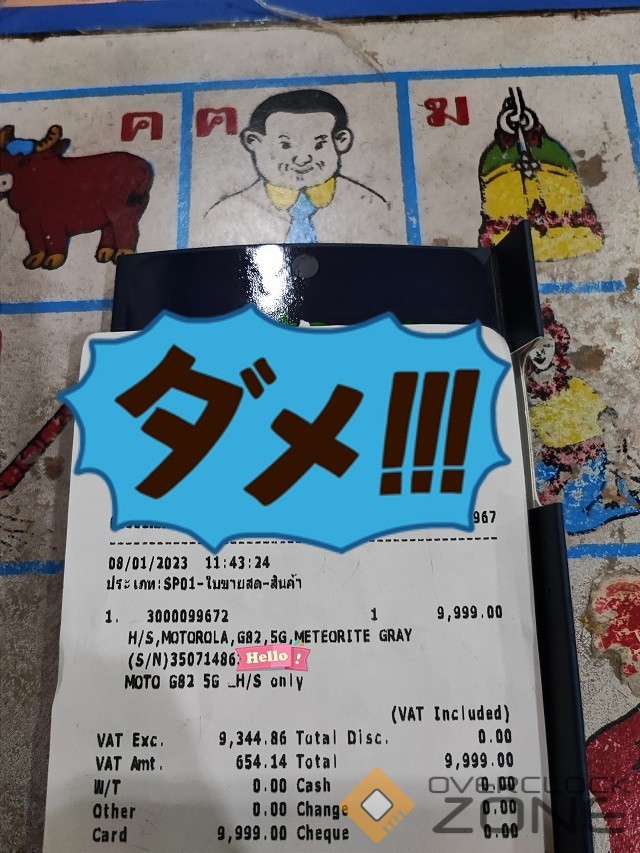 ค ฅ ฆ
ダメ!!!
967
08/01/2023 11:43:24
ประเภท:SP01-ใบขายสด-สินค้า
1. 3000099672 1 9,999.00
H/S,MOTOROLA,G82,5G,METEORITE GRAY
(S/N)35071486 Hello !
MOTO G82 5G _H/S only
(VAT Included)
VAT Exc. 9,344.86 Total Disc. 0.00
VAT Amt. 654.14 Total 9,999.00
W/T 0.00 Cash 0.00
Other 0.00 Change 0.00
Card 9,999.00 Cheque 0.00
OVERCLOCK
ZONE